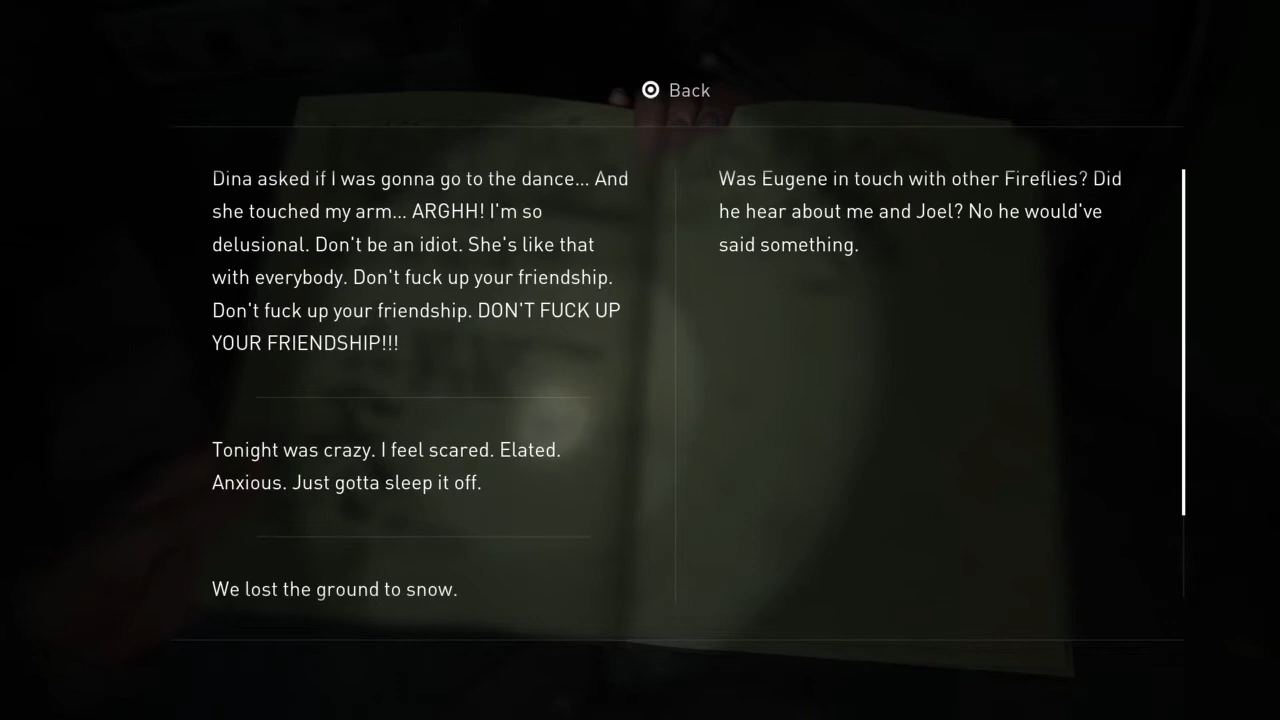 Back
Dina asked if I was gonna go to the dance... And
she touched my arm... ARGHH! I'm so
delusional. Don't be an idiot. She's like that
with everybody. Don't fuck up your friendship.
Don't fuck up your friendship. DON'T FUCK UP
YOUR FRIENDSHIP!!!
Tonight was crazy. I feel scared. Elated.
Anxious. Just gotta sleep it off.
We lost the ground to snow.
Was Eugene in touch with other Fireflies? Did
he hear about me and Joel? No he would've
said something.